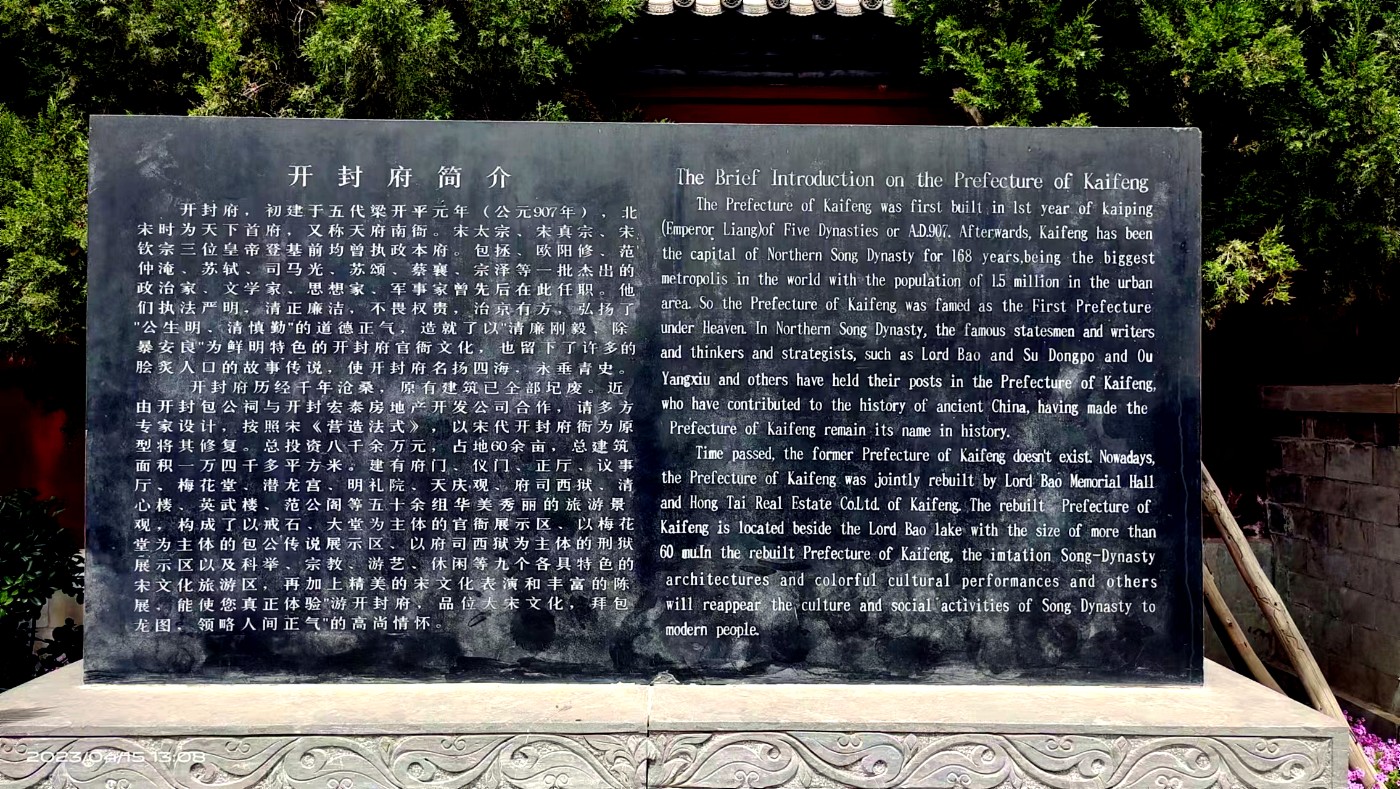 开封府简介
开封府，初建于五代梁开平元年（公元907年），北
宋时为天下首府，又称天府南衙。宋太宗、宋真宗、宋
钦宗三位皇帝登基前均曾执政本府。包拯、欧阳修、范
仲淹、苏轼、司马光、苏颂、蔡襄、宗泽等一批杰出的
政治家、文学家、思想家、军事家曾先后在此任职。他
们执法严明，清正廉洁，不畏权贵，治京有方，弘扬了
"公生明、清慎勤"的道德正气，造就了以"清廉刚毅、除
暴安良"为鲜明特色的开封府官衙文化，也留下了许多的
脍炙人口的故事传说，使开封府名扬四海，永垂青史。
开封府历经千年沧桑，原有建筑已全部圮废。近
由开封包公祠与开封宏泰房地产开发公司合作，请多方
专家设计，按照宋《营造法式》，以宋代开封府衙为原
型将其修复。总投资八千余万元，占地60余亩，总建筑
面积一万四千多平方米。建有府门、仪门、正厅、议事
厅、梅花堂、潜龙宫、明礼院、天庆观、府司西狱、清
心楼、英武楼、范公阁等五十余组华美秀丽的旅游景
观，构成了以戒石、大堂为主体的官衙展示区、以梅花
堂为主体的包公传说展示区、以府司西狱为主体的刑狱
展示区以及科举、宗教、游艺、休闲等九个各具特色的
宋文化旅游区，再加上精美的宋文化表演和丰富的陈
展，能使您真正体验"游开封府，品位大宋文化，拜包
龙图，领略人间正气"的高尚情怀。
The Brief Introduction on the Prefecture of Kaifeng
The Prefecture of Kaifeng was first built in 1st year of kaiping
(Emperor Liang)of Five Dynasties or A.D.907. Afterwards, Kaifeng has been
the capital of Northern Song Dynasty for 168 years,being the biggest
metropolis in the world with the population of 1.5 million in the urban
area. So the Prefecture of Kaifeng was famed as the First Prefecture
under Heaven. In Northern Song Dynasty, the famous statesmen and writers
and thinkers and strategists, such as Lord Bao and Su Dongpo and Ou
Yangxiu and others have held their posts in the Prefecture of Kaifeng,
who have contributed to the history of ancient China, having made the
Prefecture of Kaifeng remain its name in history.
Time passed, the former Prefecture of Kaifeng doesn't exist. Nowadays,
the Prefecture of Kaifeng was jointly rebuilt by Lord Bao Memorial Hall
and Hong Tai Real Estate Co.Ltd. of Kaifeng. The rebuilt Prefecture of
Kaifeng is located beside the Lord Bao lake with the size of more than
60 mu.In the rebuilt Prefecture of Kaifeng, the imtation Song-Dynasty
architectures and colorful cultural performances and others
will reappear the culture and social activities of Song Dynasty to
modern people.
2023/04/15 13:08